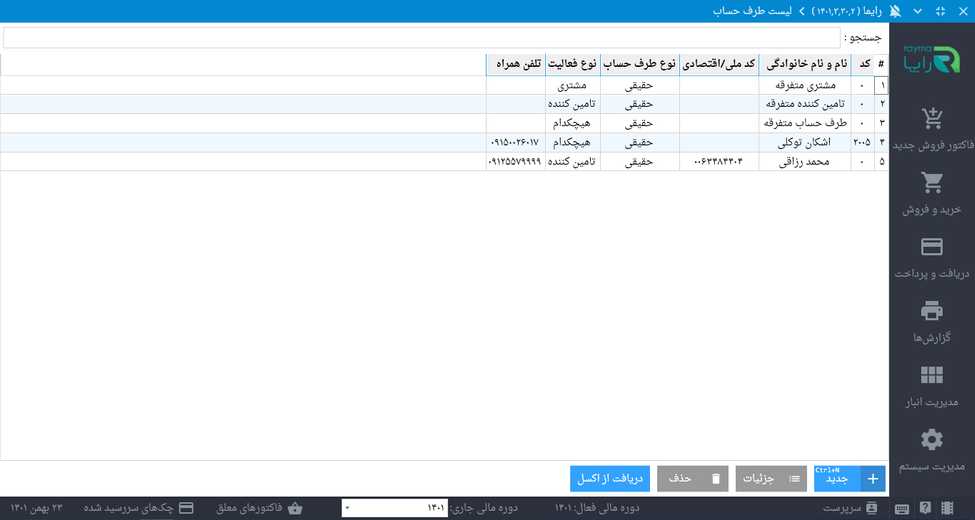 رایما ( ۱۴۰۱,۳,۳۰,۲ ) لیست طرف حساب
rayma
رایما
جستجو :
# کد نام و نام خانوادگی کد ملی/اقتصادی نوع طرف حساب نوع فعالیت تلفن همراه
۱ ۰ مشتری متفرقه حقیقی مشتری
۲ ۰ تامین کننده متفرقه حقیقی تامین کننده
۳ ۰ طرف حساب متفرقه حقیقی هیچکدام
۴ ۲۰۰۵ اشکان توکلی حقیقی هیچکدام ۰۹۱۵۰۰۲۶۰۱۷
۵ ۰ محمد رزاقی ۰۰۶۳۴۸۴۴۰۴ حقیقی تامین کننده ۰۹۱۲۵۵۷۹۹۹۹
فاکتور فروش جدید
خرید و فروش
دریافت و پرداخت
گزارش‌ها
مدیریت انبار
مدیریت سیستم
Ctrl+N
جدید جزئیات حذف دریافت از اکسل
سرپرست دوره مالی فعال: ۱۴۰۱ دوره مالی جاری: ۱۴۰۱ فاکتورهای معلق چک‌های سررسید شده ۲۳ بهمن ۱۴۰۱